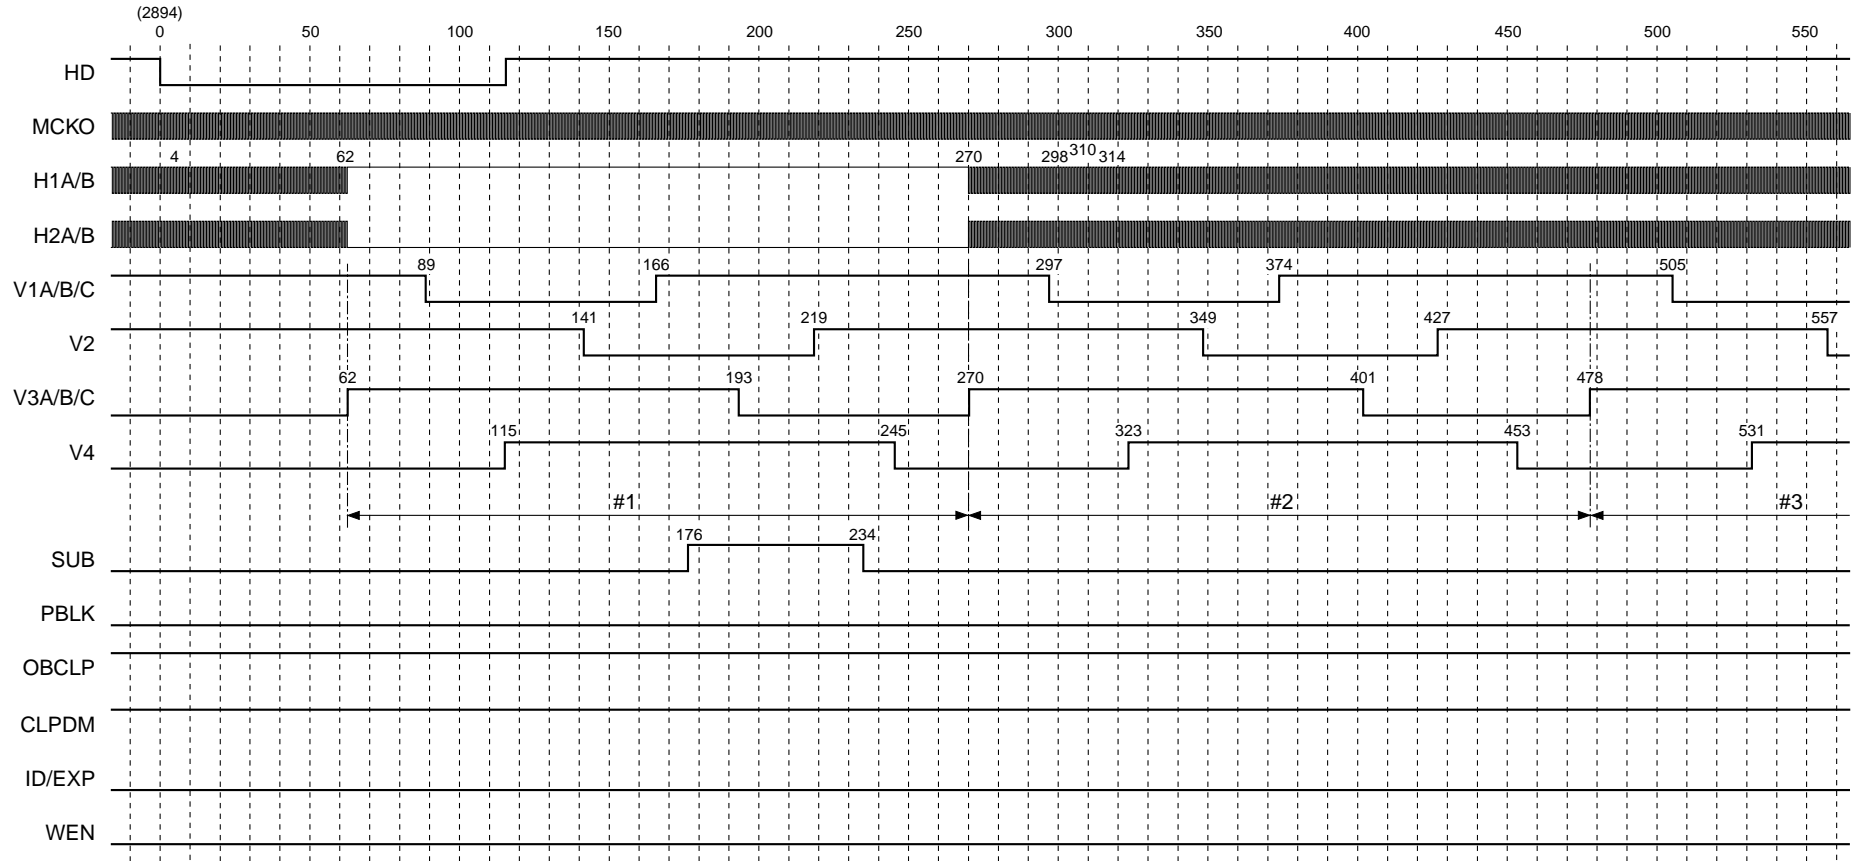 (2894)
0 50 100 150 200 250 300 350 400 450 500 550
HD
MCKO
4 62 270 298 310 314
H1A/B
H2A/B
89 166 297 374 505
V1A/B/C
141 219 349 427 557
V2
62 193 270 401 478
V3A/B/C
115 245 323 453 531
V4
#1 #2 #3
176 234
SUB
PBLK
OBCLP
CLPDM
ID/EXP
WEN